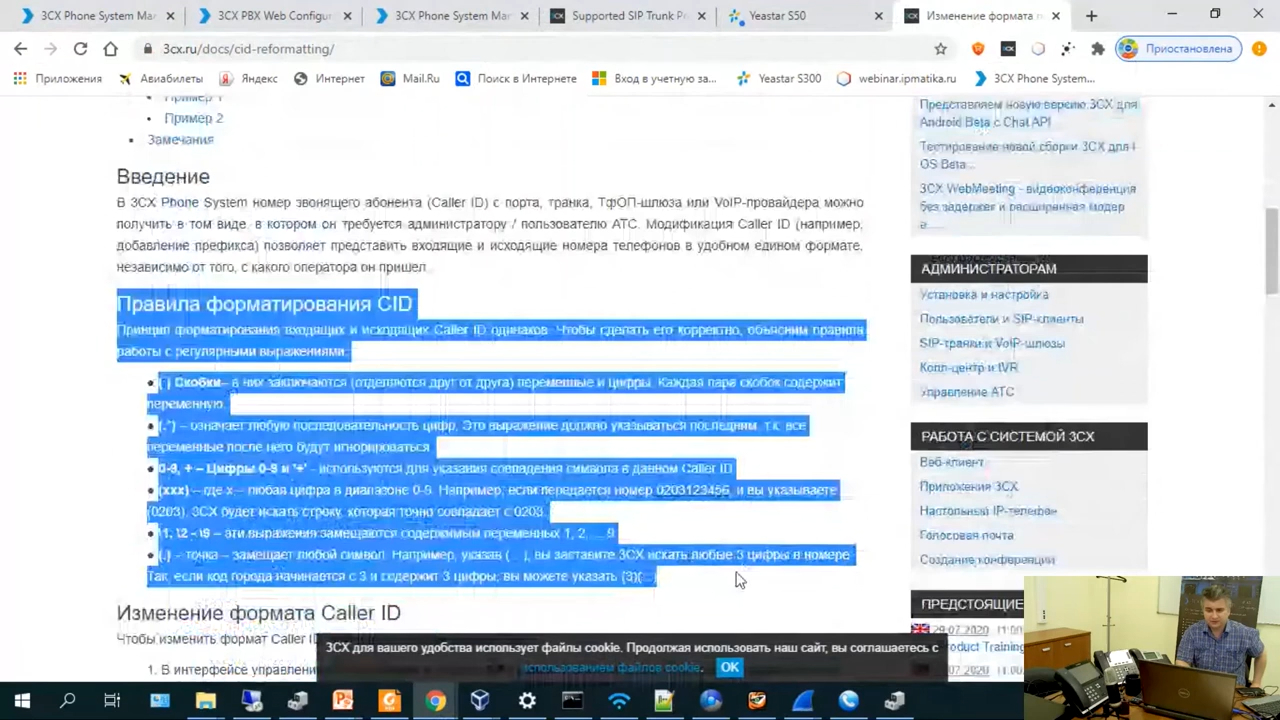 3CX Phone System Mar
3CX PBX Web Configur
3CX Phone System Mar
Supported SIP Trunk Pr
Yeastar S50
Изменение формата н
3cx.ru/docs/cid-reformatting/
Приостановлена
Приложения
Авиабилеты
Яндекс
Интернет
Mail.Ru
Поиск в Интернете
Вход в учетную за...
Yeastar S300
webinar.ipmatika.ru
3CX Phone System...
Пример 1
Пример 2
Замечания
Введение
В 3CX Phone System номер звонящего абонента (Caller ID) с порта, транка, ТфОП-шлюза или VoIP-провайдера можно
получить в том виде, в котором он требуется администратору / пользователю АТС. Модификация Caller ID (например,
добавление префикса) позволяет представить входящие и исходящие номера телефонов в удобном едином формате,
независимо от того, с какого оператора он пришел.
Правила форматирования CID
Принцип форматирования входящих и исходящих Caller ID одинаков. Чтобы сделать его корректно, объясним правила
работы с регулярными выражениями:
( ) Скобки– в них заключаются (отделяются друг от друга) переменные и цифры. Каждая пара скобок содержит
переменную.
(.*) – означает любую последовательность цифр. Это выражение должно указываться последним, т.к. все
переменные после него будут игнорироваться.
0-9, + – Цифры 0-9 и '+' - используются для указания совпадения символа в данном Caller ID
(xxx) – где x– любая цифра в диапазоне 0-9. Например, если передается номер 0203123456, и вы указываете
(0203), 3CX будет искать строку, которая точно совпадает с 0203.
\1, \2 - \9 – эти выражения замещаются содержимым переменных 1, 2, ... 9
(.) – точка – замещает любой символ. Например, указав (...), вы заставите 3CX искать любые 3 цифры в номере.
Так, если код города начинается с 3 и содержит 3 цифры, вы можете указать (3)(
Изменение формата Caller ID
Чтобы изменить формат Caller ID
1. В интерфейсе управлени
Представляем новую версию 3CX для
Android Beta с Chat API
Тестирование новой сборки 3CX для i
OS Beta...
3CX WebMeeting - видеоконференция
без задержек и расширенная модер
а......
АДМИНИСТРАТОРАМ
Установка и настройка
Пользователи и SIP-клиенты
SIP-транки и VoIP-шлюзы
Колл-центр и IVR
Управление АТС
РАБОТА С СИСТЕМОЙ 3CX
Веб-клиент
Приложения 3CX
Настольный IP-телефон
Голосовая почта
Создание конференции
ПРЕДСТОЯЩИЕ
29.07.2020 11:00
Product Training
3CX для вашего удобства использует файлы cookie. Продолжая использовать наш сайт, вы соглашаетесь с
использованием файлов cookie.
OK